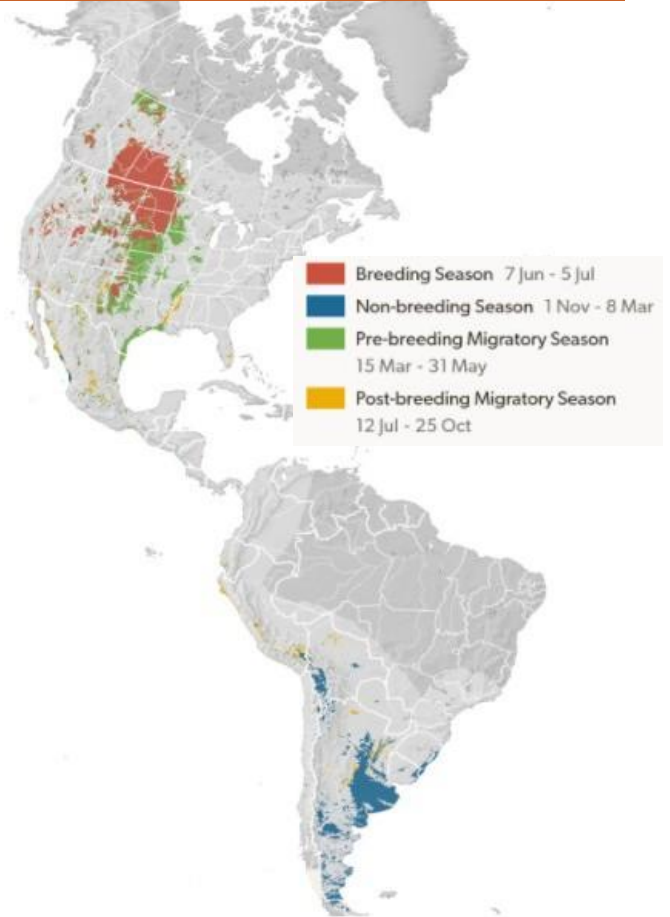 Breeding Season 7 Jun - 5 Jul
Non-breeding Season 1 Nov - 8 Mar
Pre-breeding Migratory Season
15 Mar - 31 May
Post-breeding Migratory Season
12 Jul - 25 Oct